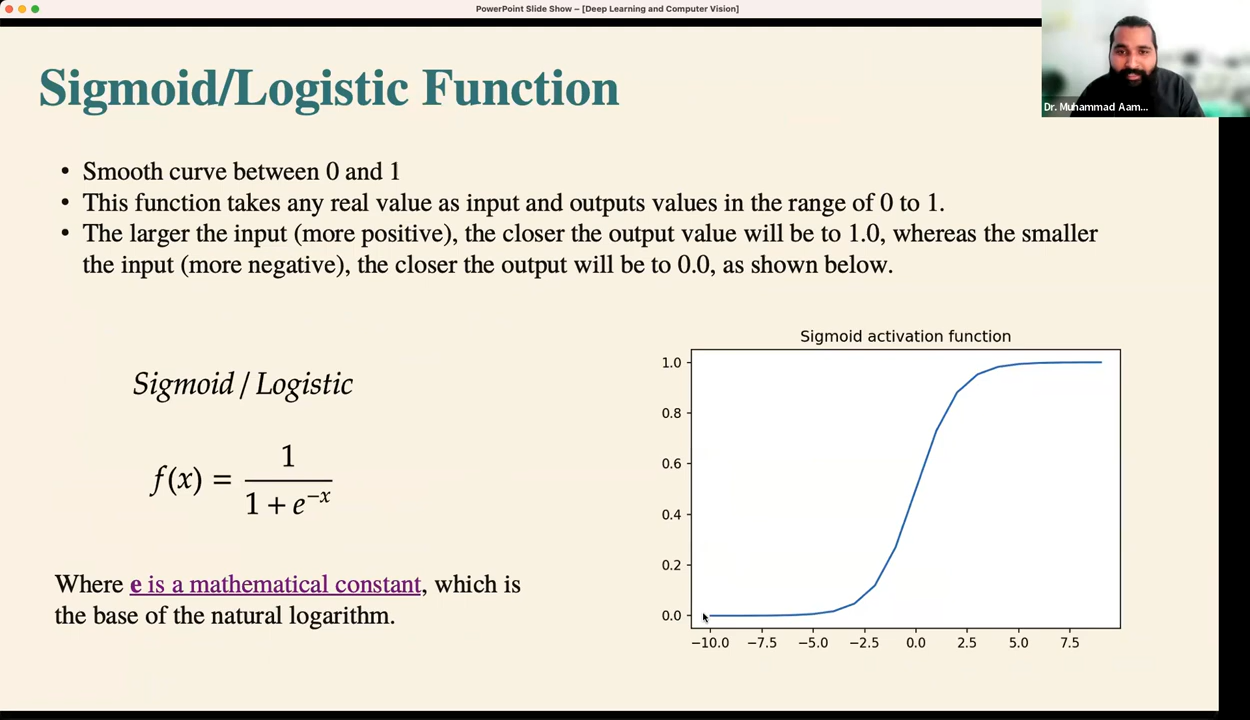 PowerPoint Slide Show – [Deep Learning and Computer Vision]
Dr. Muhammad Aam...
Sigmoid/Logistic Function
• Smooth curve between 0 and 1
• This function takes any real value as input and outputs values in the range of 0 to 1.
• The larger the input (more positive), the closer the output value will be to 1.0, whereas the smaller
the input (more negative), the closer the output will be to 0.0, as shown below.
Sigmoid / Logistic
f(x) = 1 / (1 + e^−x)
Where e is a mathematical constant, which is
the base of the natural logarithm.
Sigmoid activation function
1.0
0.8
0.6
0.4
0.2
0.0
−10.0 −7.5 −5.0 −2.5 0.0 2.5 5.0 7.5